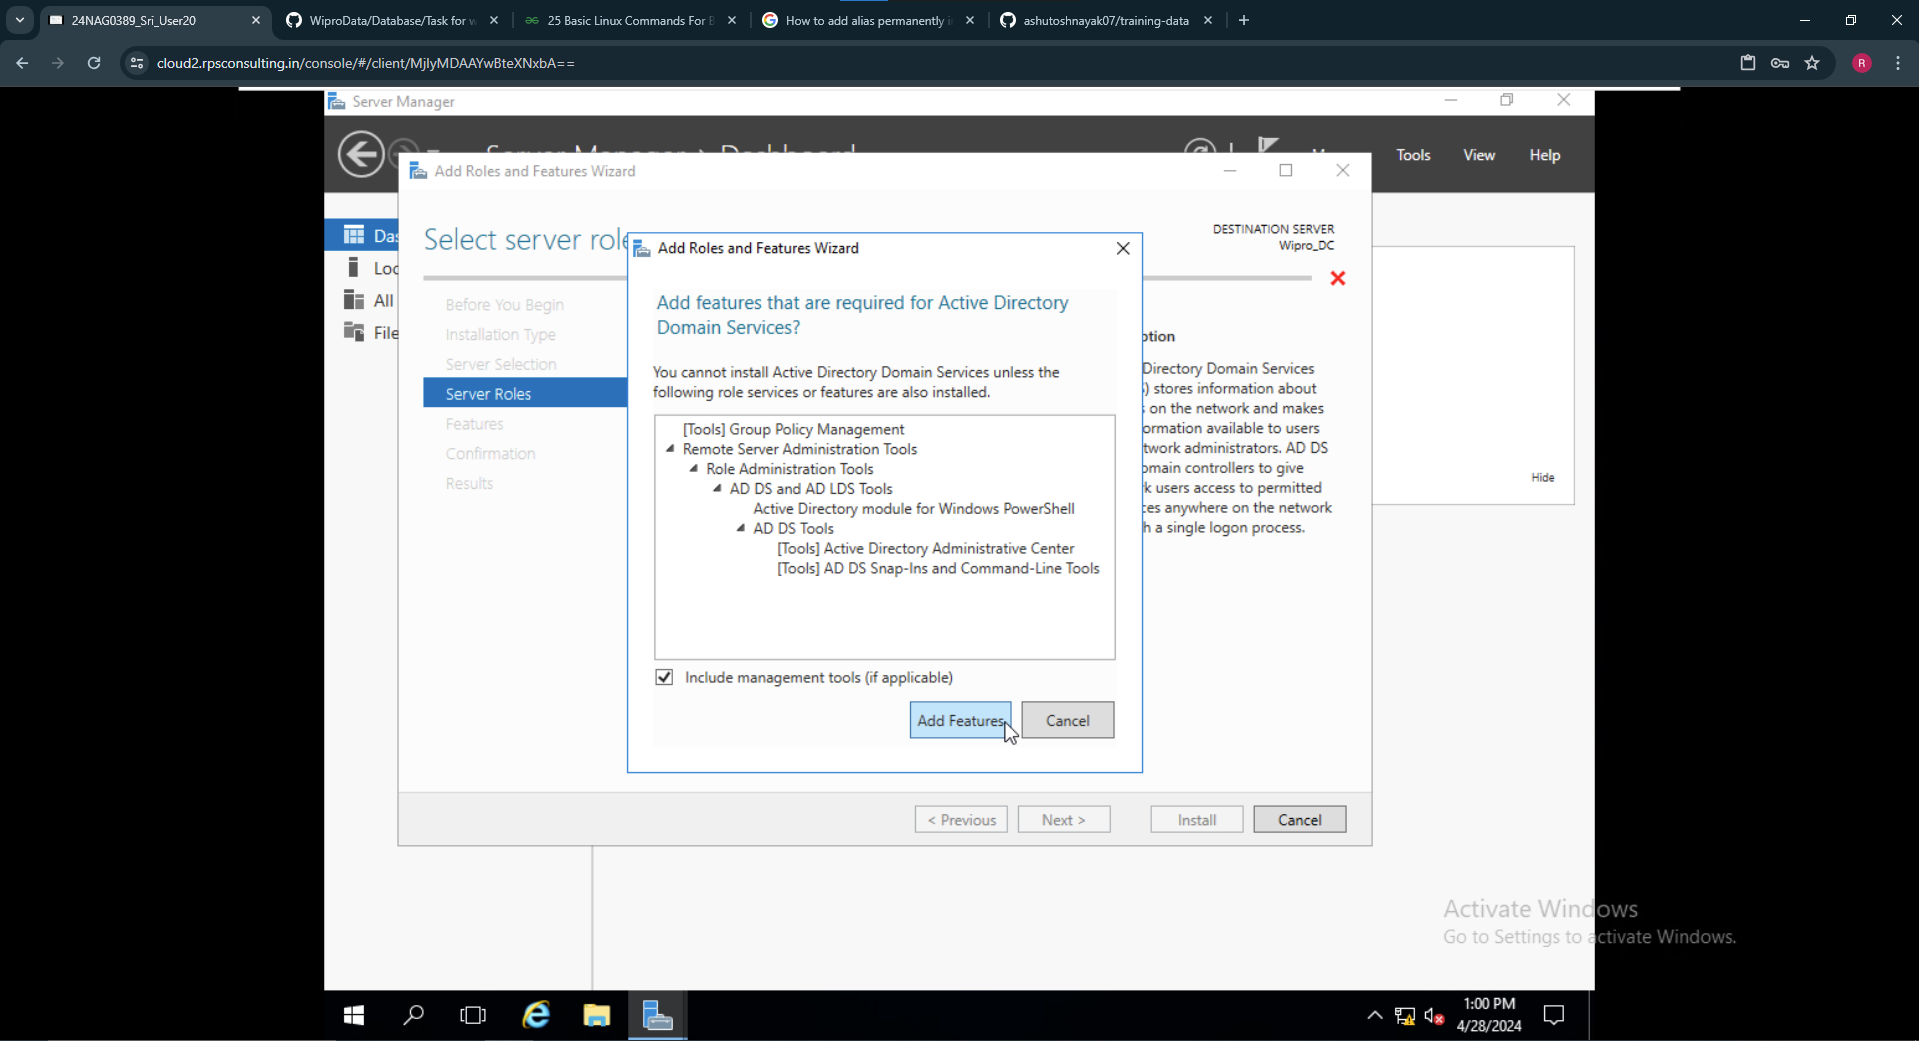 24NAG0389_Sri_User20
WiproData/Database/Task for w
25 Basic Linux Commands For B
How to add alias permanently i
ashutoshnayak07/training-data
cloud2.rpsconsulting.in/console/#/client/MjIyMDAAYwBteXNxbA==
R
Server Manager
Server Manager › Dashboard
Tools
View
Help
Das
Loc
All
File
Hide
Add Roles and Features Wizard
Select server role
DESTINATION SERVER
Wipro_DC
Before You Begin
Installation Type
Server Selection
Server Roles
Features
Confirmation
Results
ption
Directory Domain Services
) stores information about
on the network and makes
ormation available to users
twork administrators. AD DS
omain controllers to give
k users access to permitted
ces anywhere on the network
h a single logon process.
Add Roles and Features Wizard
Add features that are required for Active Directory
Domain Services?
You cannot install Active Directory Domain Services unless the
following role services or features are also installed.
[Tools] Group Policy Management
Remote Server Administration Tools
Role Administration Tools
AD DS and AD LDS Tools
Active Directory module for Windows PowerShell
AD DS Tools
[Tools] Active Directory Administrative Center
[Tools] AD DS Snap-Ins and Command-Line Tools
Include management tools (if applicable)
Add Features
Cancel
< Previous
Next >
Install
Cancel
Activate Windows
Go to Settings to activate Windows.
1:00 PM
4/28/2024